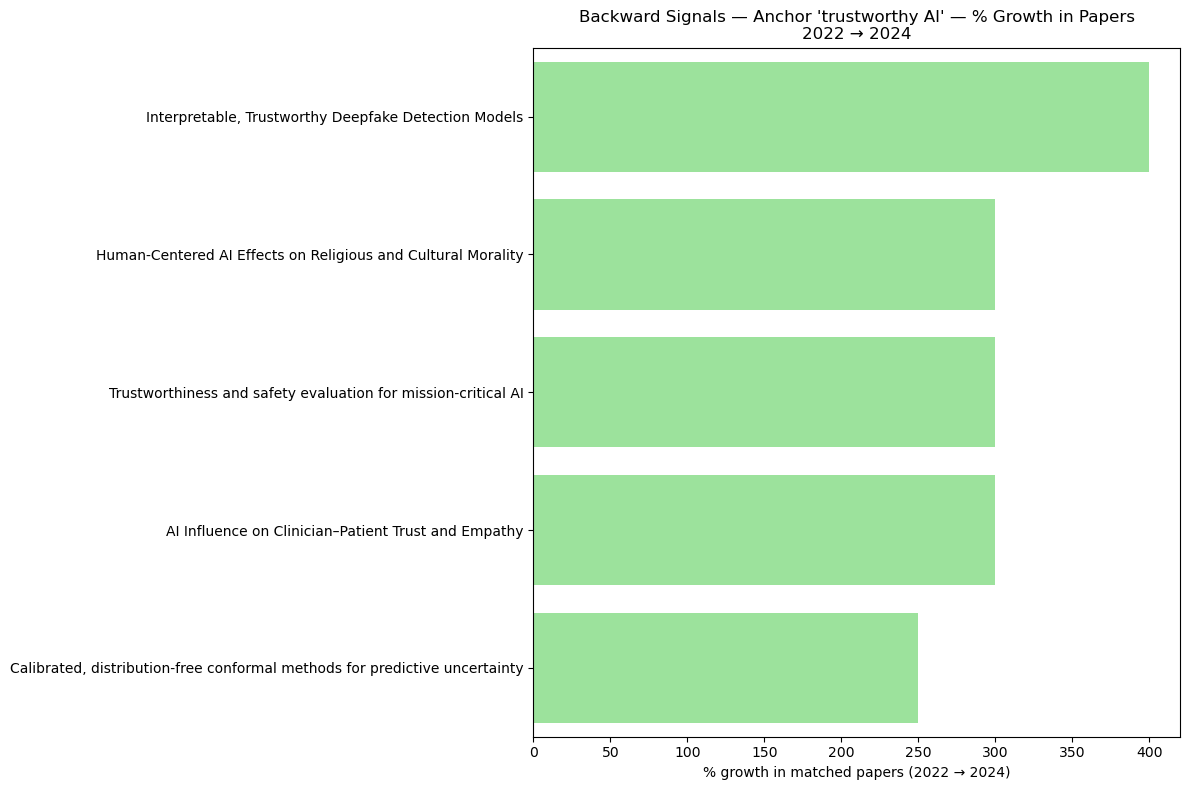 Backward Signals — Anchor 'trustworthy AI' — % Growth in Papers
2022 → 2024
Interpretable, Trustworthy Deepfake Detection Models
Human-Centered AI Effects on Religious and Cultural Morality
Trustworthiness and safety evaluation for mission-critical AI
AI Influence on Clinician–Patient Trust and Empathy
Calibrated, distribution-free conformal methods for predictive uncertainty
0 50 100 150 200 250 300 350 400
% growth in matched papers (2022 → 2024)